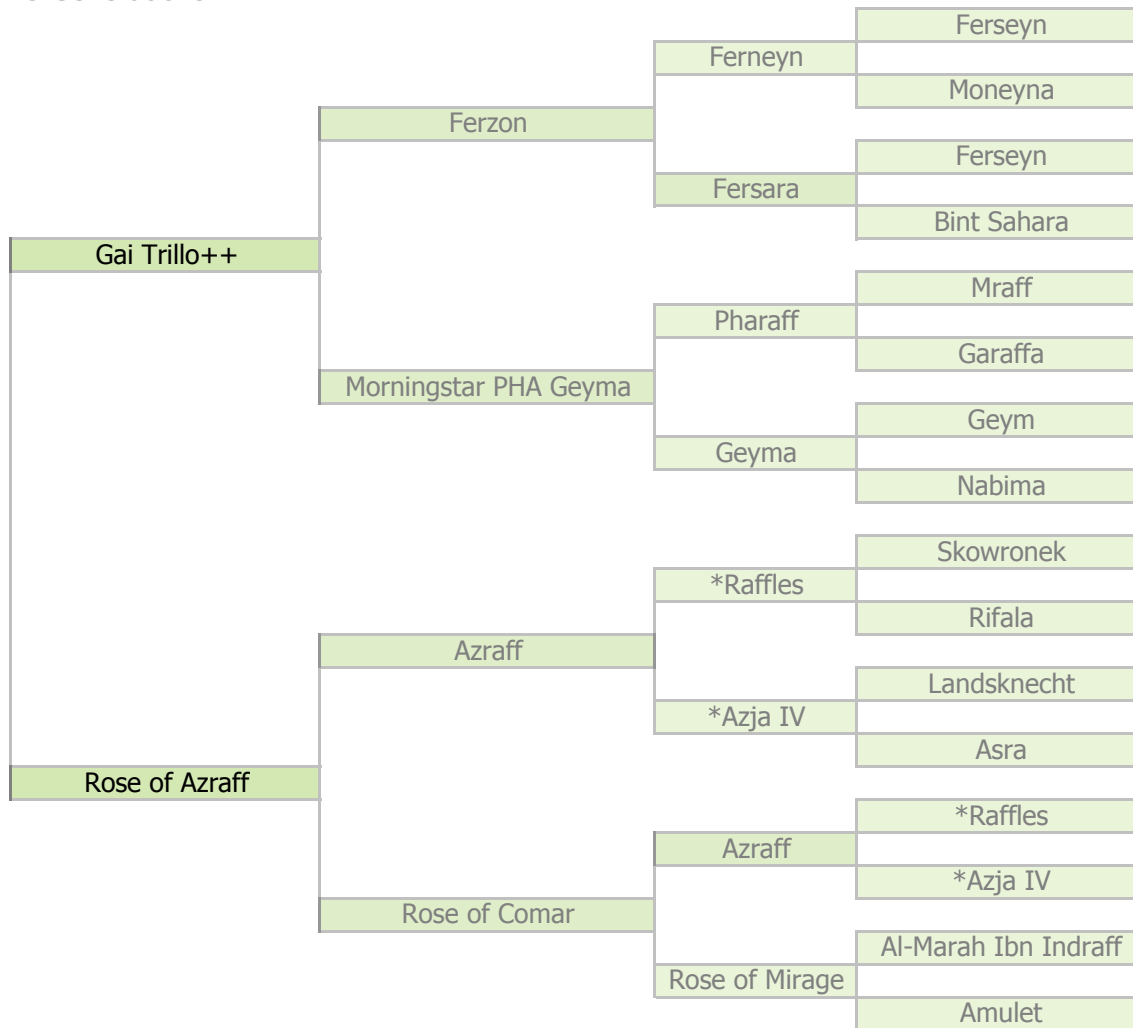 Ferseyn
Ferneyn
Moneyna
Ferzon
Ferseyn
Fersara
Bint Sahara
Gai Trillo++
Mraff
Pharaff
Garaffa
Morningstar PHA Geyma
Geym
Geyma
Nabima
Skowronek
*Raffles
Rifala
Azraff
Landsknecht
*Azja IV
Asra
Rose of Azraff
*Raffles
Azraff
*Azja IV
Rose of Comar
Al-Marah Ibn Indraff
Rose of Mirage
Amulet